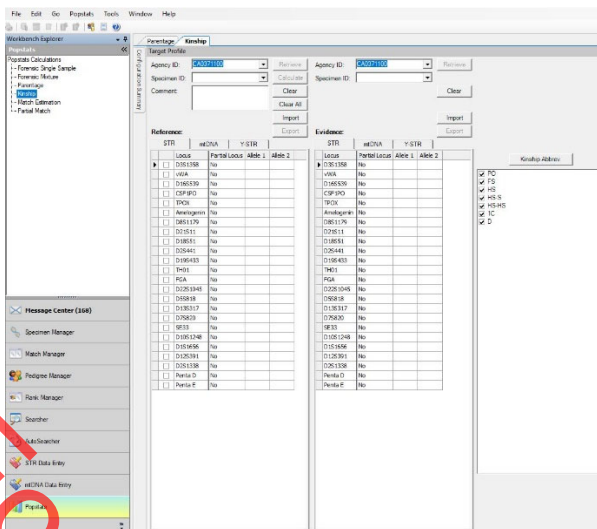 File Edit Go Popstats Tools Window Help
Workbench Explorer
Popstats
Popstats Calculations
Forensic Single Sample
Forensic Mixture
Parentage
Kinship
Match Estimation
Partial Match
Message Center (168)
Specimen Manager
Match Manager
Pedigree Manager
Rank Manager
Searcher
AutoSearcher
STR Data Entry
mtDNA Data Entry
Popstats
Configuration Summary
Parentage Kinship
Target Profile
Agency ID: CA0371100 Retrieve
Specimen ID: Calculate
Comment: Clear
Clear All
Import
Reference: Export
STR mtDNA Y-STR
Locus Partial Locus Allele 1 Allele 2
D3S1358 No
vWA No
D16S539 No
CSF1PO No
TPOX No
Amelogenin No
D8S1179 No
D21S11 No
D18S51 No
D2S441 No
D19S433 No
TH01 No
FGA No
D22S1045 No
D5S818 No
D13S317 No
D7S820 No
SE33 No
D10S1248 No
D1S1656 No
D12S391 No
D2S1338 No
Penta D No
Penta E No
Agency ID: CA0371100 Retrieve
Specimen ID:
Clear
Import
Evidence: Export
STR mtDNA Y-STR
Locus Partial Locus Allele 1 Allele 2
D3S1358 No
vWA No
D16S539 No
CSF1PO No
TPOX No
Amelogenin No
D8S1179 No
D21S11 No
D18S51 No
D2S441 No
D19S433 No
TH01 No
FGA No
D22S1045 No
D5S818 No
D13S317 No
D7S820 No
SE33 No
D10S1248 No
D1S1656 No
D12S391 No
D2S1338 No
Penta D No
Penta E No
Kinship Abbrev
PO
FS
HS
HS-S
HS-HS
1C
D